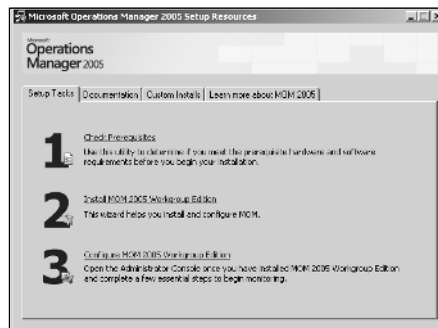 Microsoft Operations Manager 2005 Setup Resources
Microsoft
Operations
Manager 2005
Setup Tasks
Documentation
Custom Installs
Learn more about MOM 2005
1
Check Prerequisites
Use this utility to determine if you meet the prerequisite hardware and software
requirements before you begin your installation.
2
Install MOM 2005 Workgroup Edition
This wizard helps you install and configure MOM.
3
Configure MOM 2005 Workgroup Edition
Open the Administrator Console once you have installed MOM 2005 Workgroup Edition
and complete a few essential steps to begin monitoring.